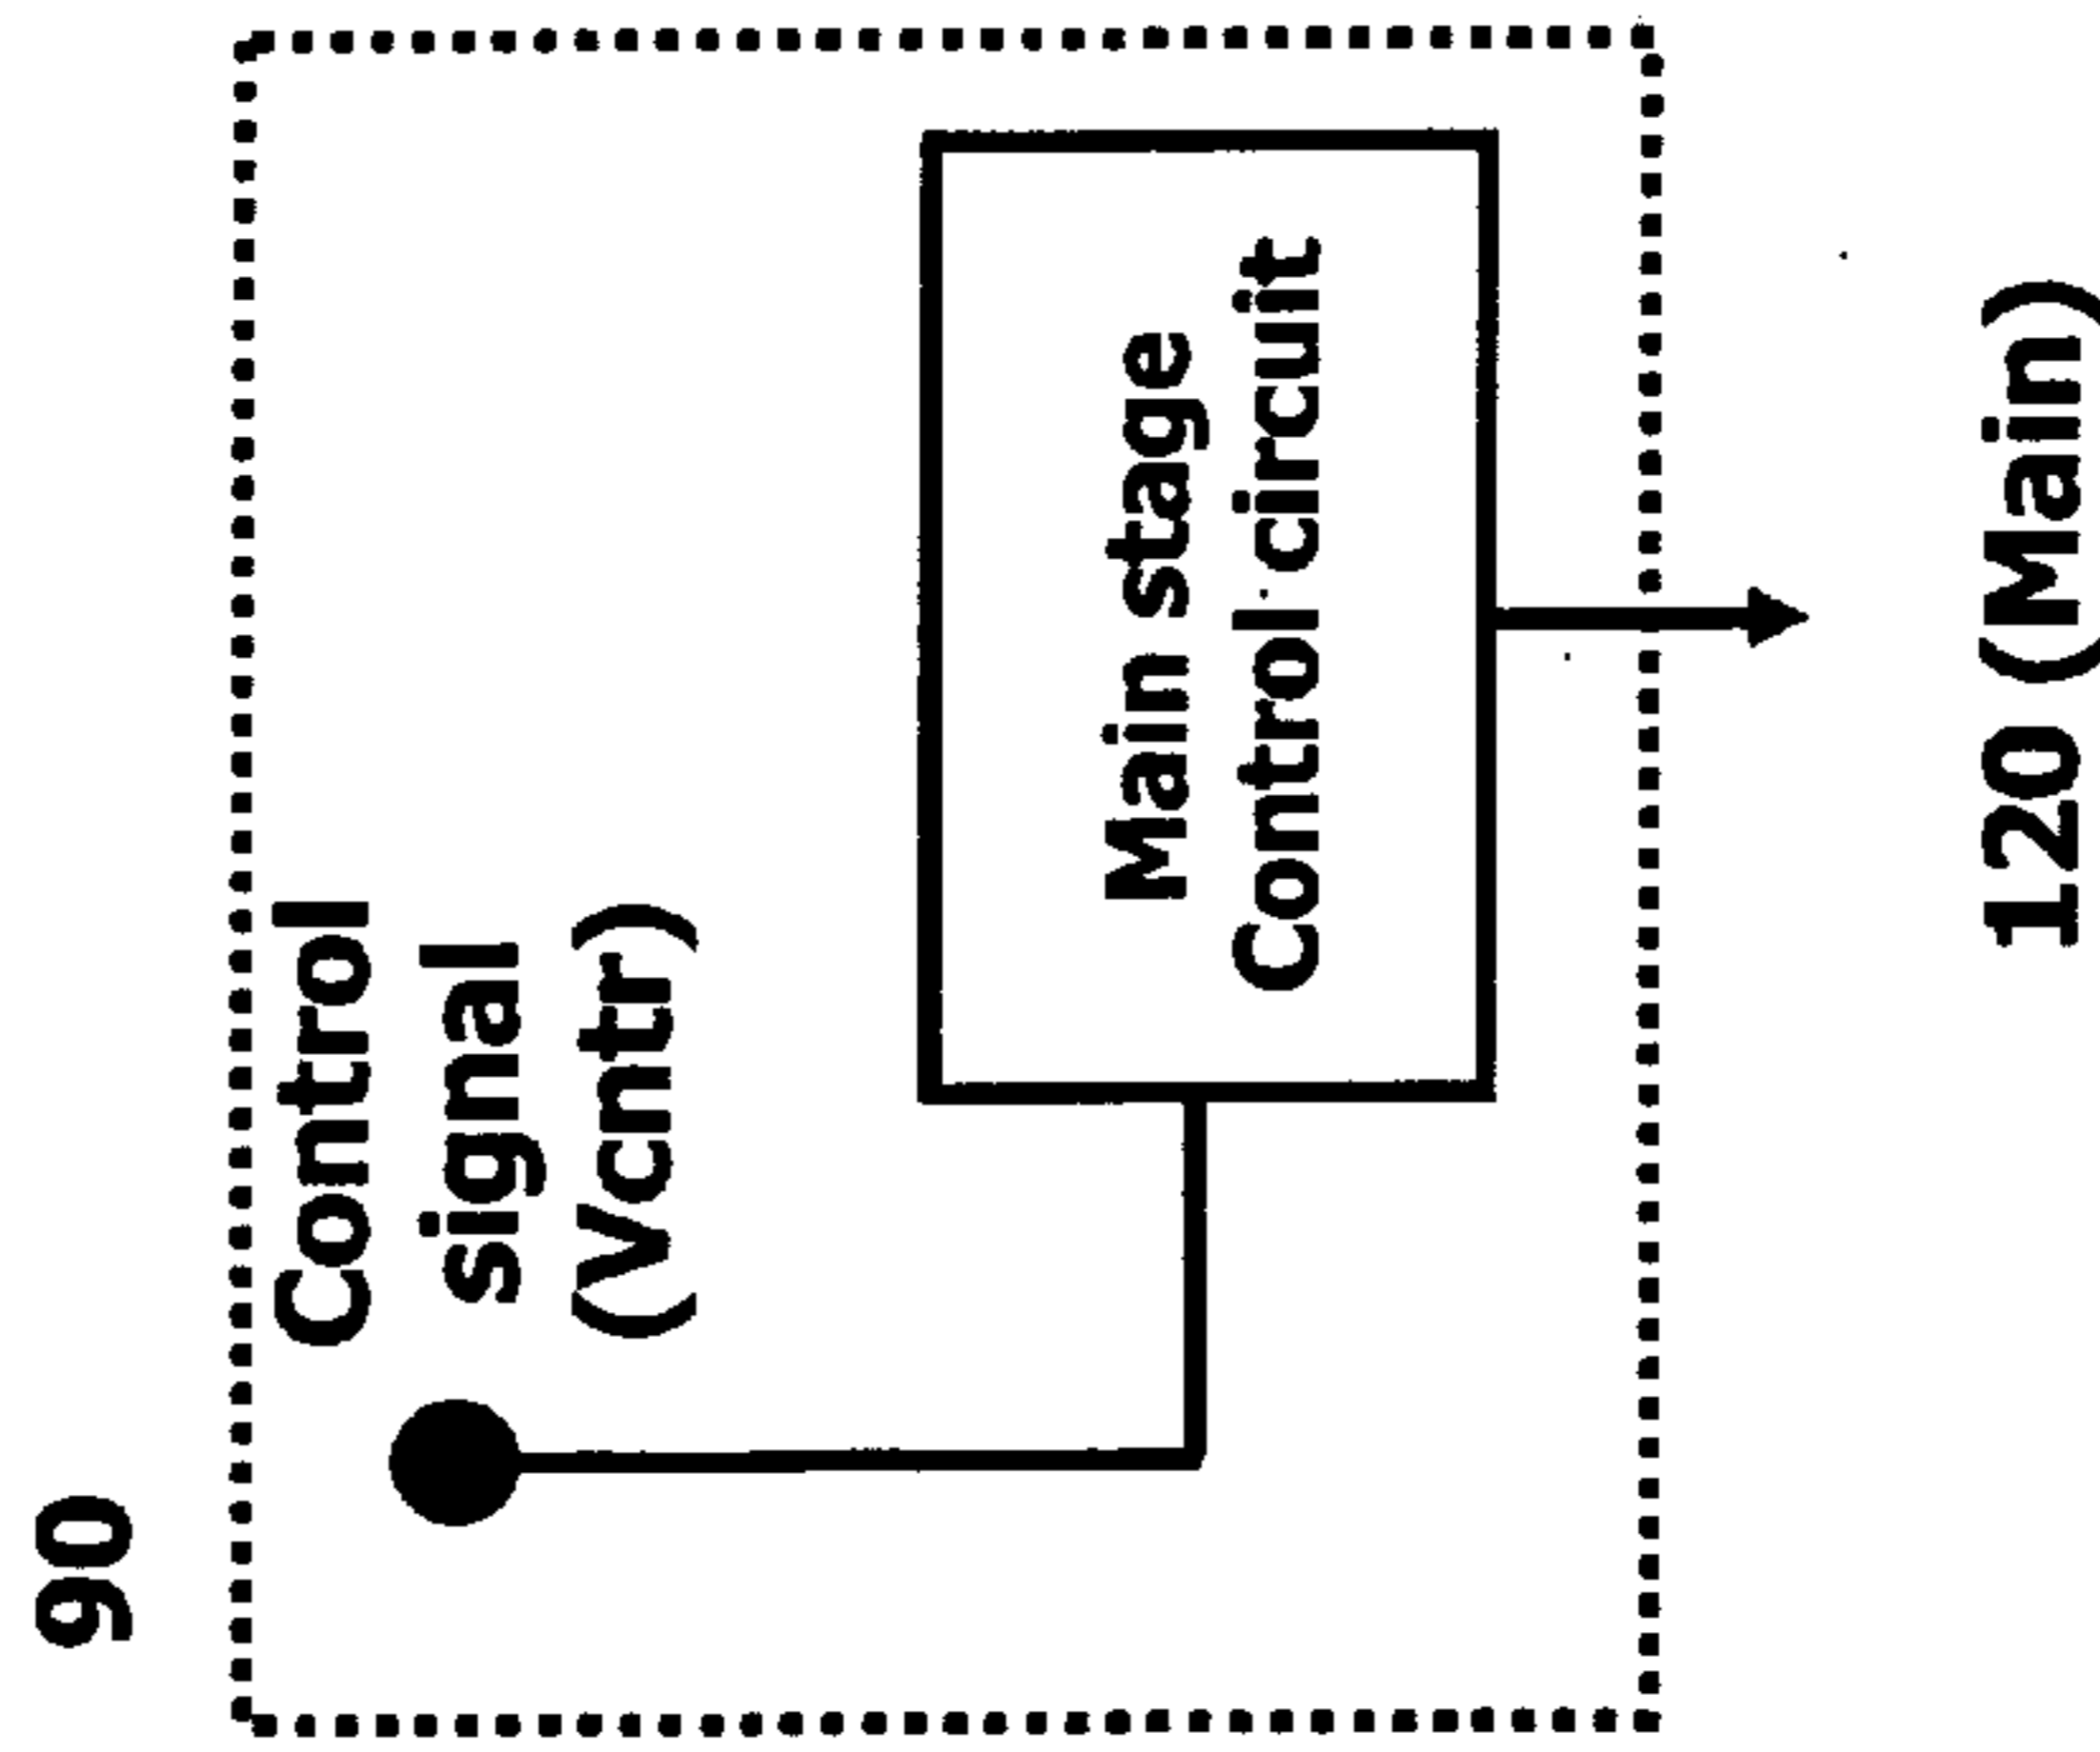 90
Control
signal
(Vcntr)
Main stage
Control circuit
120 (Main)